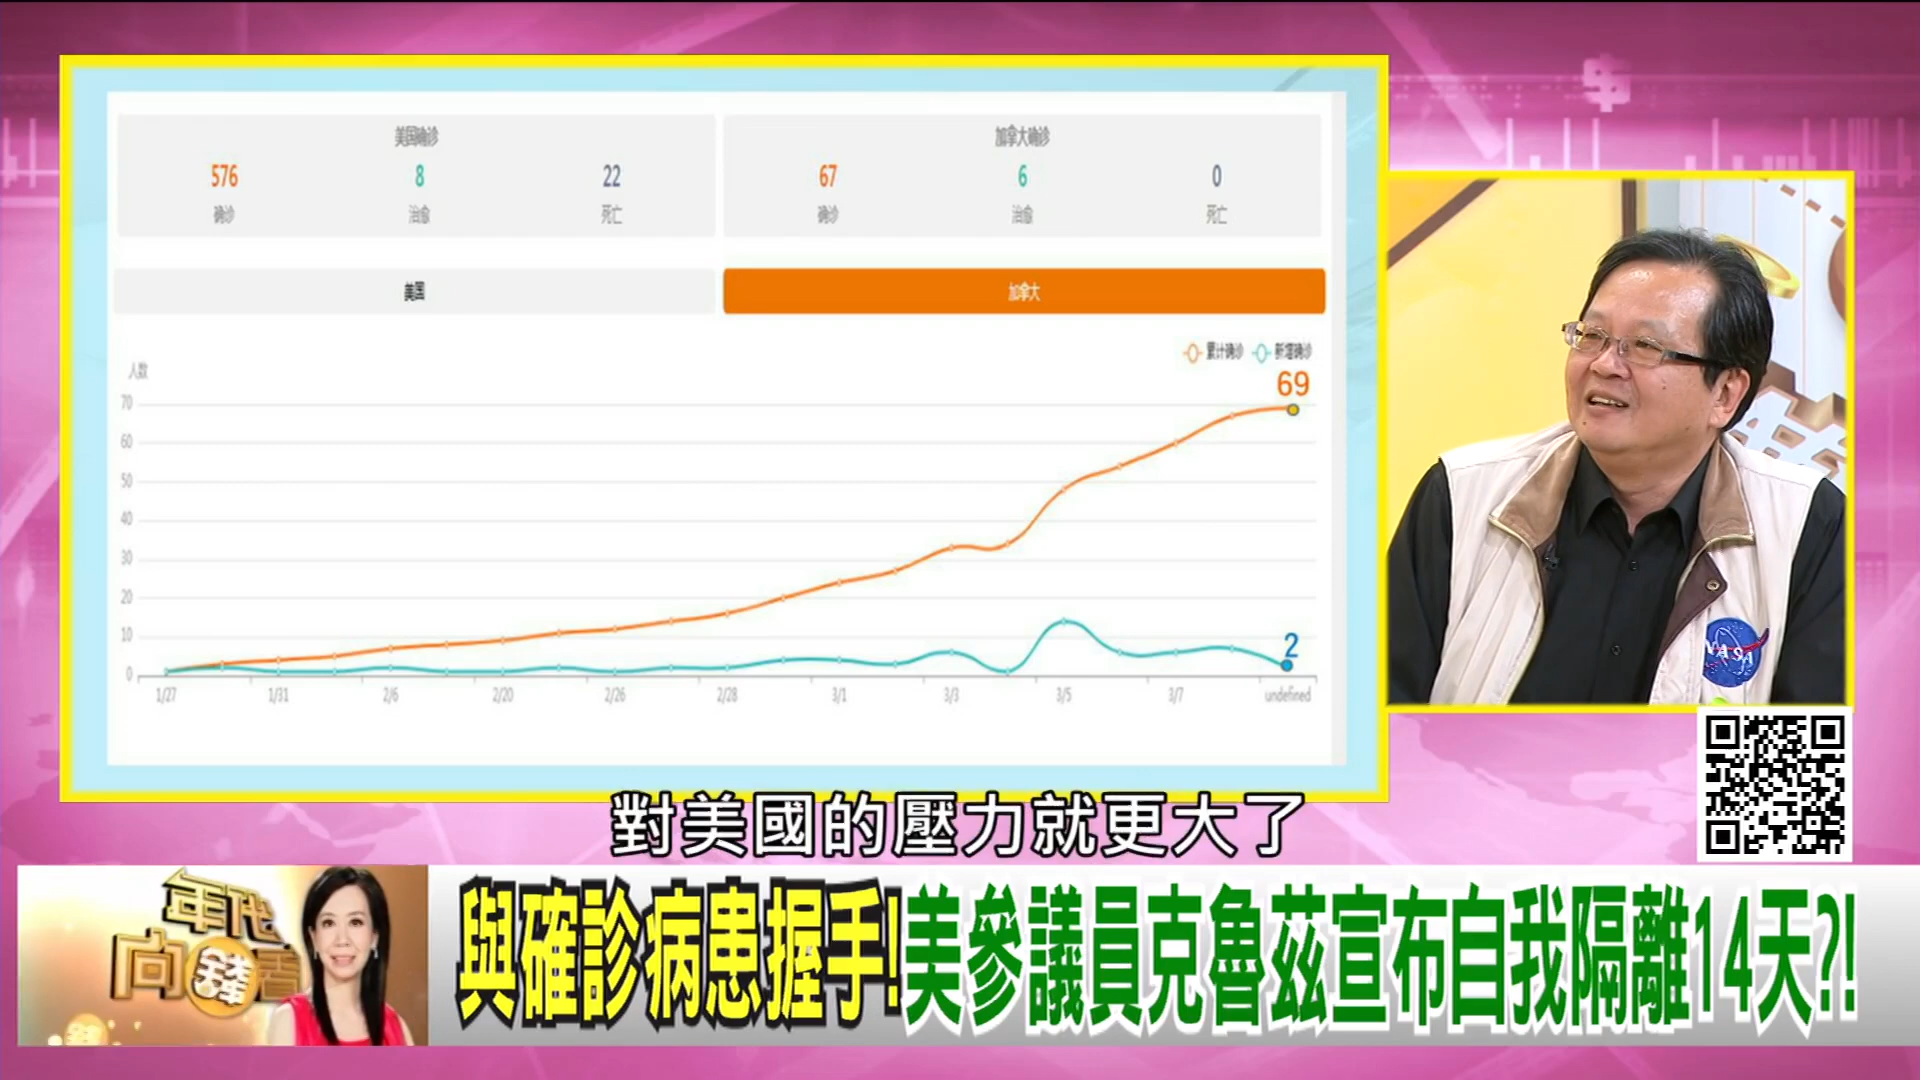 美国确诊
576
8
22
确诊
治愈
死亡
加拿大确诊
67
6
0
确诊
治愈
死亡
美国
加拿大
累计确诊
新增确诊
人数
69
70
60
50
40
30
20
10
0
2
1/27
1/31
2/6
2/20
2/26
2/28
3/1
3/3
3/5
3/7
undefined
NASA
對美國的壓力就更大了
年代
向錢看
與確診病患握手!美參議員克魯茲宣布自我隔離14天?!